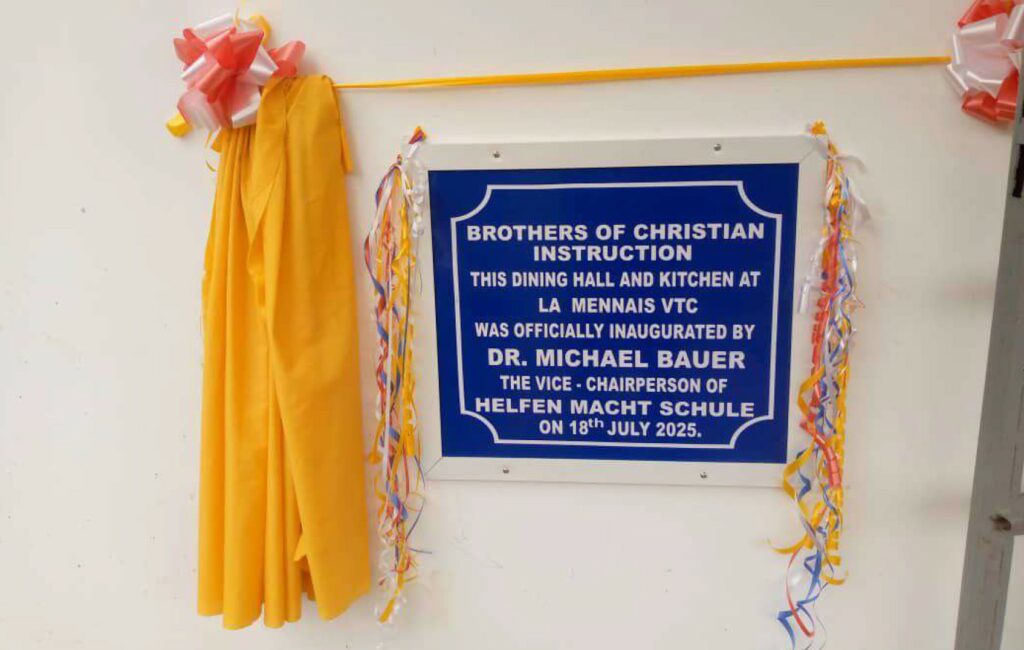 BROTHERS OF CHRISTIAN
INSTRUCTION
THIS DINING HALL AND KITCHEN AT
LA MENNAIS VTC
WAS OFFICIALLY INAUGURATED BY
DR. MICHAEL BAUER
THE VICE - CHAIRPERSON OF
HELFEN MACHT SCHULE
ON 18th JULY 2025.